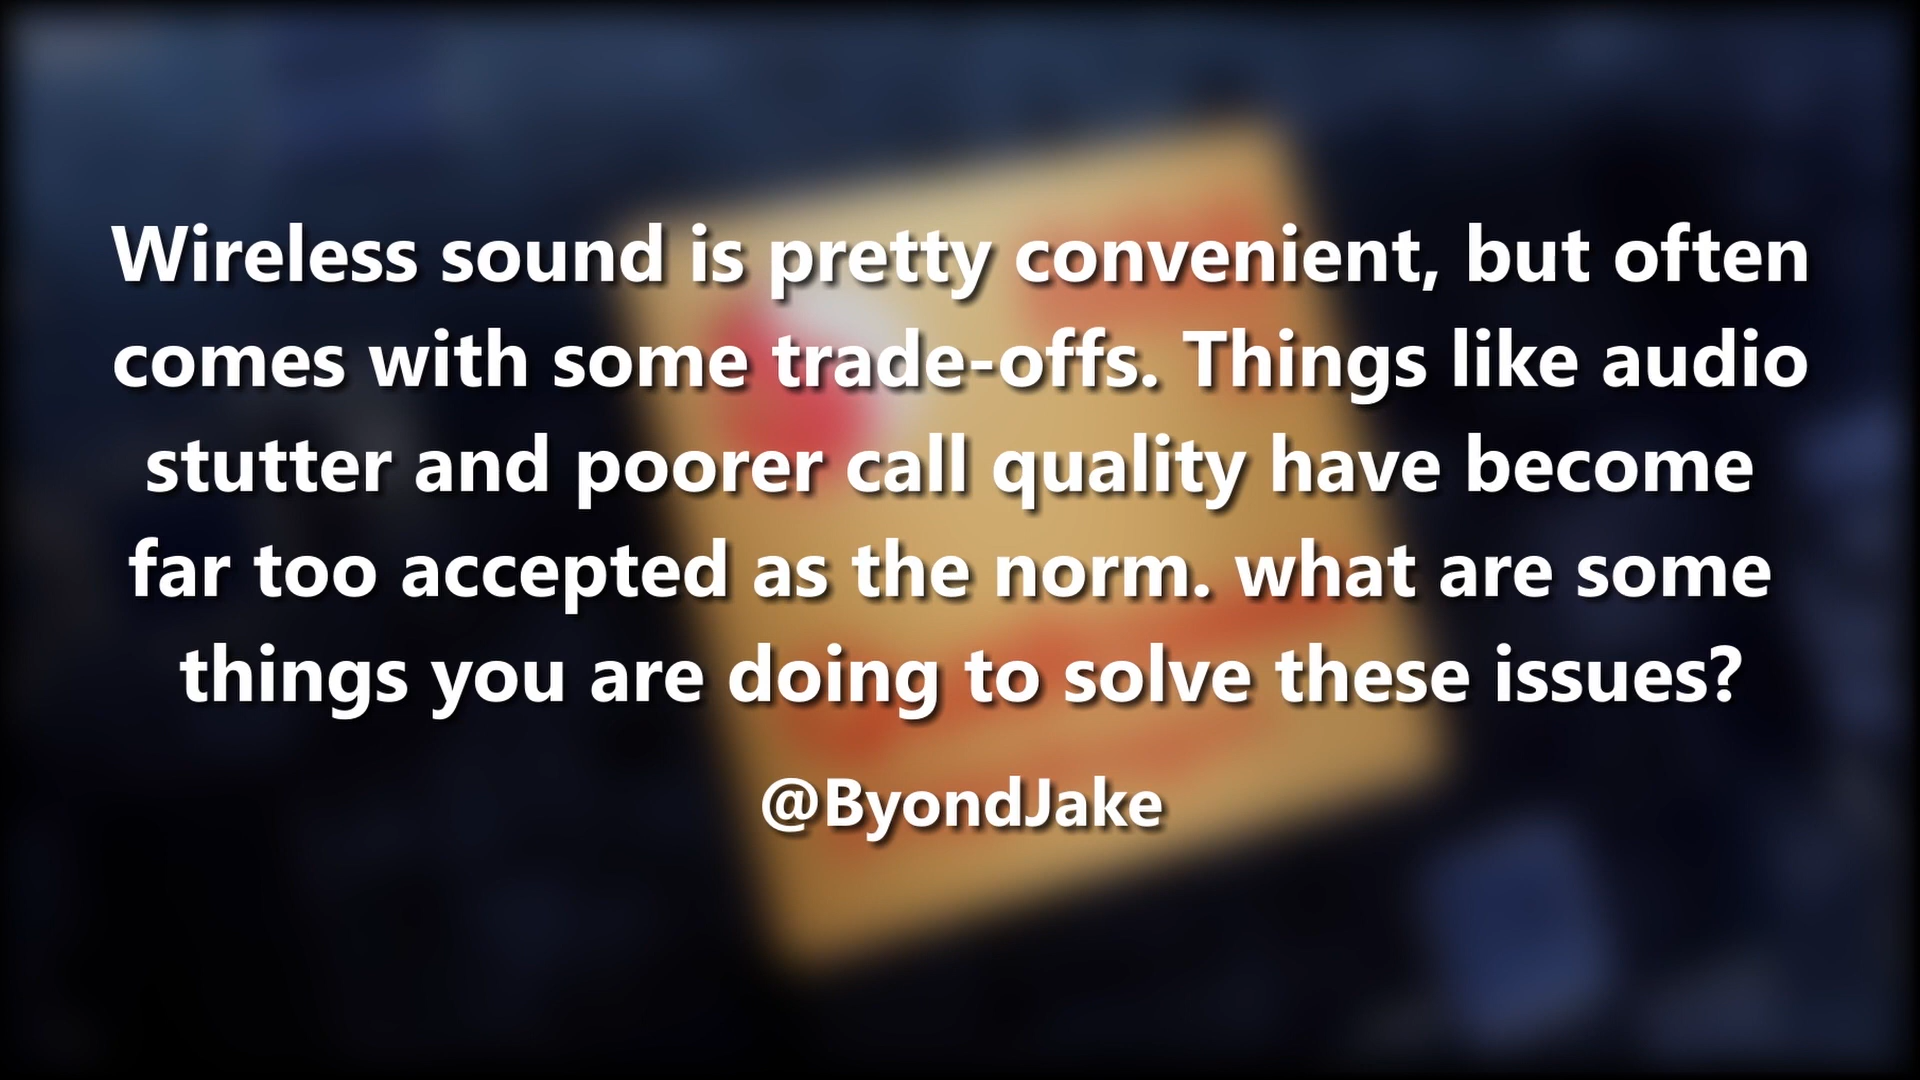 Wireless sound is pretty convenient, but often
comes with some trade-offs. Things like audio
stutter and poorer call quality have become
far too accepted as the norm. what are some
things you are doing to solve these issues?
@ByondJake